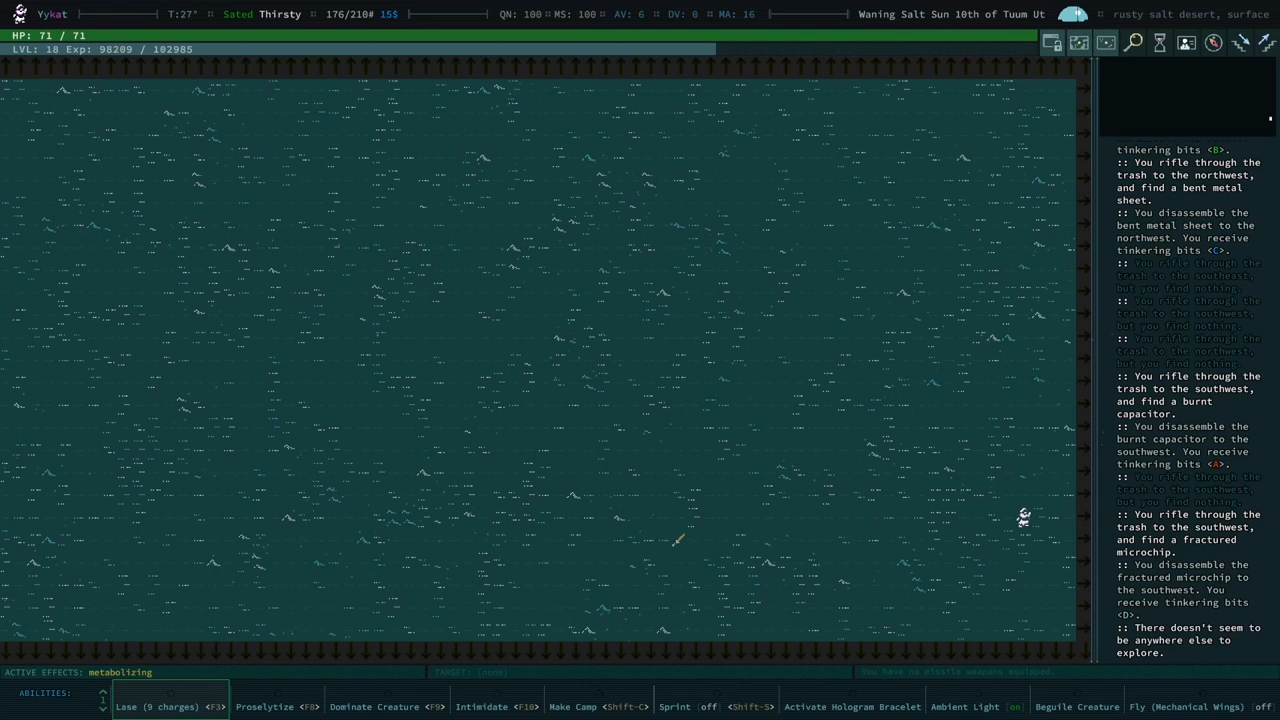 Yykat T:27° Sated Thirsty 176/210# 15$ QN: 100 MS: 100 AV: 6 DV: 0 MA: 16 Waning Salt Sun 10th of Tuum Ut rusty salt desert, surface
HP: 71 / 71
LVL: 18 Exp: 98209 / 102985
tinkering bits <B>.
:: You rifle through the
trash to the northwest,
and find a bent metal
sheet.
:: You disassemble the
bent metal sheet to the
northwest. You receive
tinkering bits <C>.
:: You rifle through the
trash to the southwest,
but you find nothing.
:: You rifle through the
trash to the southwest,
but you find nothing.
:: You rifle through the
trash to the northwest,
but you find nothing.
:: You rifle through the
trash to the southwest,
and find a burnt
capacitor.
:: You disassemble the
burnt capacitor to the
southwest. You receive
tinkering bits <A>.
:: You rifle through the
trash to the southwest,
but you find nothing.
:: You rifle through the
trash to the southwest,
and find a fractured
microchip.
:: You disassemble the
fractured microchip to
the southwest. You
receive tinkering bits
<D>.
:: There doesn't seem to
be anywhere else to
explore.
ACTIVE EFFECTS: metabolizing TARGET: [none] You have no missile weapons equipped.
ABILITIES: 1 Lase (9 charges) <F3> Proselytize <F8> Dominate Creature <F9> Intimidate <F10> Make Camp <Shift-C> Sprint [off] <Shift-S> Activate Hologram Bracelet Ambient Light [on] Beguile Creature Fly (Mechanical Wings) [off